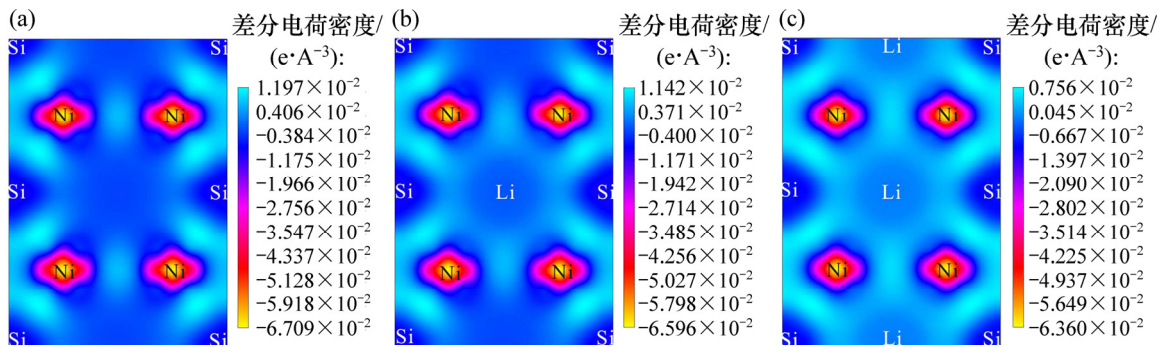 (a)
差分电荷密度/
(e·A⁻³):
1.197×10⁻²
0.406×10⁻²
−0.384×10⁻²
−1.175×10⁻²
−1.966×10⁻²
−2.756×10⁻²
−3.547×10⁻²
−4.337×10⁻²
−5.128×10⁻²
−5.918×10⁻²
−6.709×10⁻²
Si Si
Ni Ni
Si Si
Ni Ni
Si Si
(b)
差分电荷密度/
(e·A⁻³):
1.142×10⁻²
0.371×10⁻²
−0.400×10⁻²
−1.171×10⁻²
−1.942×10⁻²
−2.714×10⁻²
−3.485×10⁻²
−4.256×10⁻²
−5.027×10⁻²
−5.798×10⁻²
−6.596×10⁻²
Si Si
Ni Ni
Si Li Si
Ni Ni
Si Si
(c)
差分电荷密度/
(e·A⁻³):
0.756×10⁻²
0.045×10⁻²
−0.667×10⁻²
−1.397×10⁻²
−2.090×10⁻²
−2.802×10⁻²
−3.514×10⁻²
−4.225×10⁻²
−4.937×10⁻²
−5.649×10⁻²
−6.360×10⁻²
Si Li Si
Ni Ni
Si Li Si
Ni Ni
Si Li Si